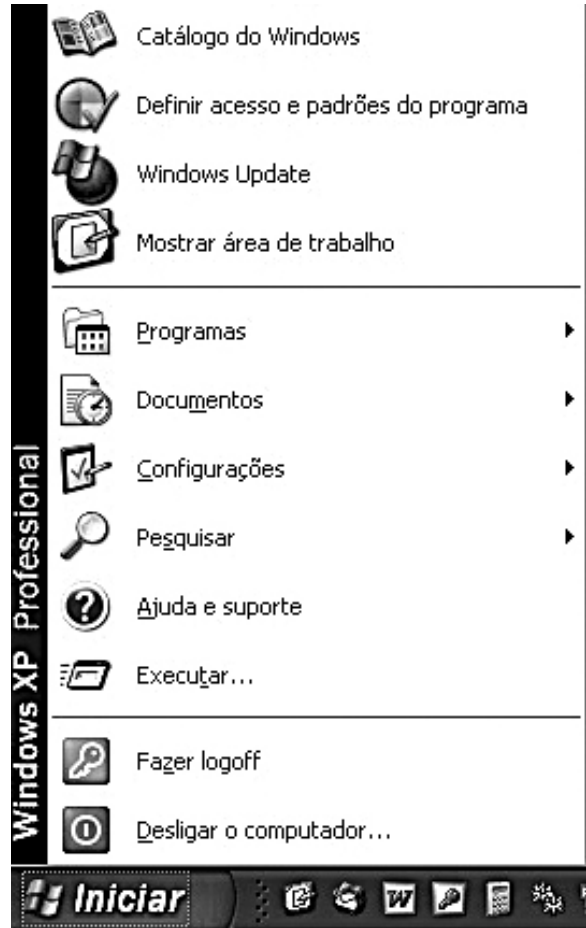 Catálogo do Windows
Definir acesso e padrões do programa
Windows Update
Mostrar área de trabalho
Programas
Documentos
Configurações
Pesquisar
Ajuda e suporte
Executar...
Fazer logoff
Desligar o computador...
Windows XP Professional
Iniciar